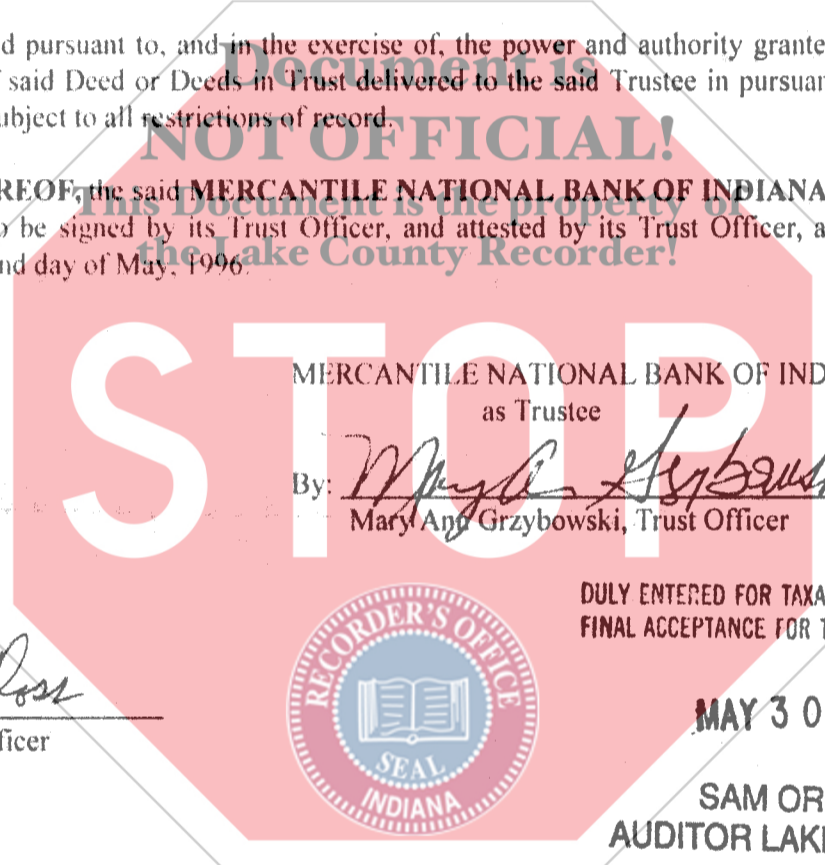 d pursuant to, and in the exercise of, the power and authority grante
f said Deed or Deeds in Trust delivered to the said Trustee in pursuan
ubject to all restrictions of record.
Document is
NOT OFFICIAL!
This Document is the property of
the Lake County Recorder!
REOF, the said MERCANTILE NATIONAL BANK OF INDIANA
o be signed by its Trust Officer, and attested by its Trust Officer, a
nd day of May, 1996.
STOP
MERCANTILE NATIONAL BANK OF IND
as Trustee
By: Mary A Grzybowsk
Mary Ann Grzybowski, Trust Officer
DULY ENTERED FOR TAXA
FINAL ACCEPTANCE FOR T
Ross
ficer
RECORDER'S OFFICE
SEAL
INDIANA
MAY 30
SAM OR
AUDITOR LAK